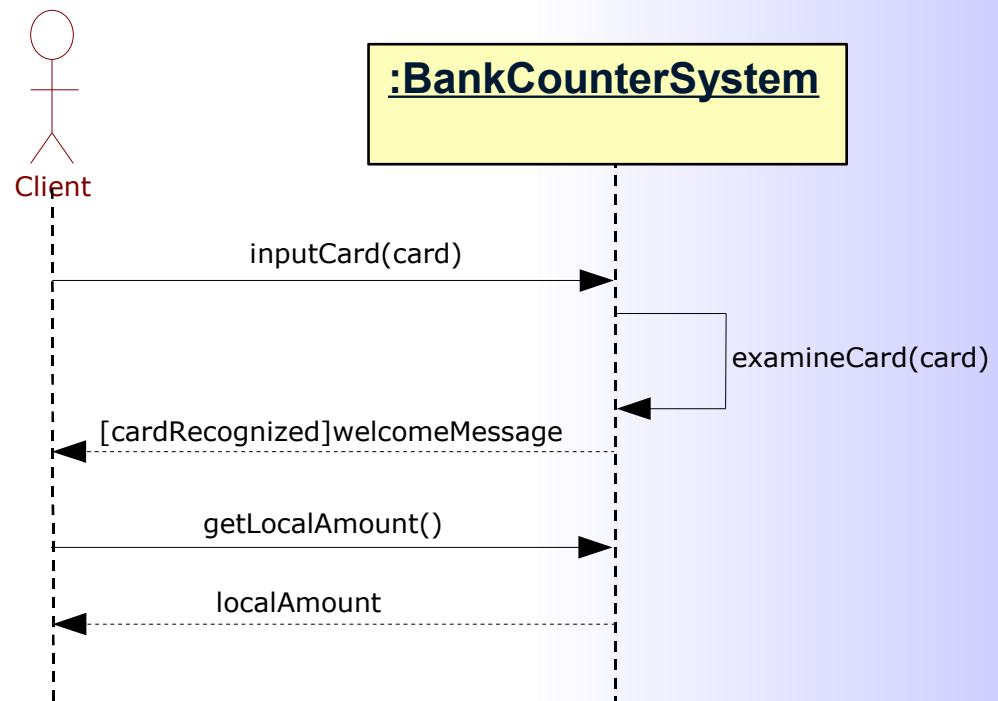 :BankCounterSystem
Client
inputCard(card)
examineCard(card)
[cardRecognized]welcomeMessage
getLocalAmount()
localAmount